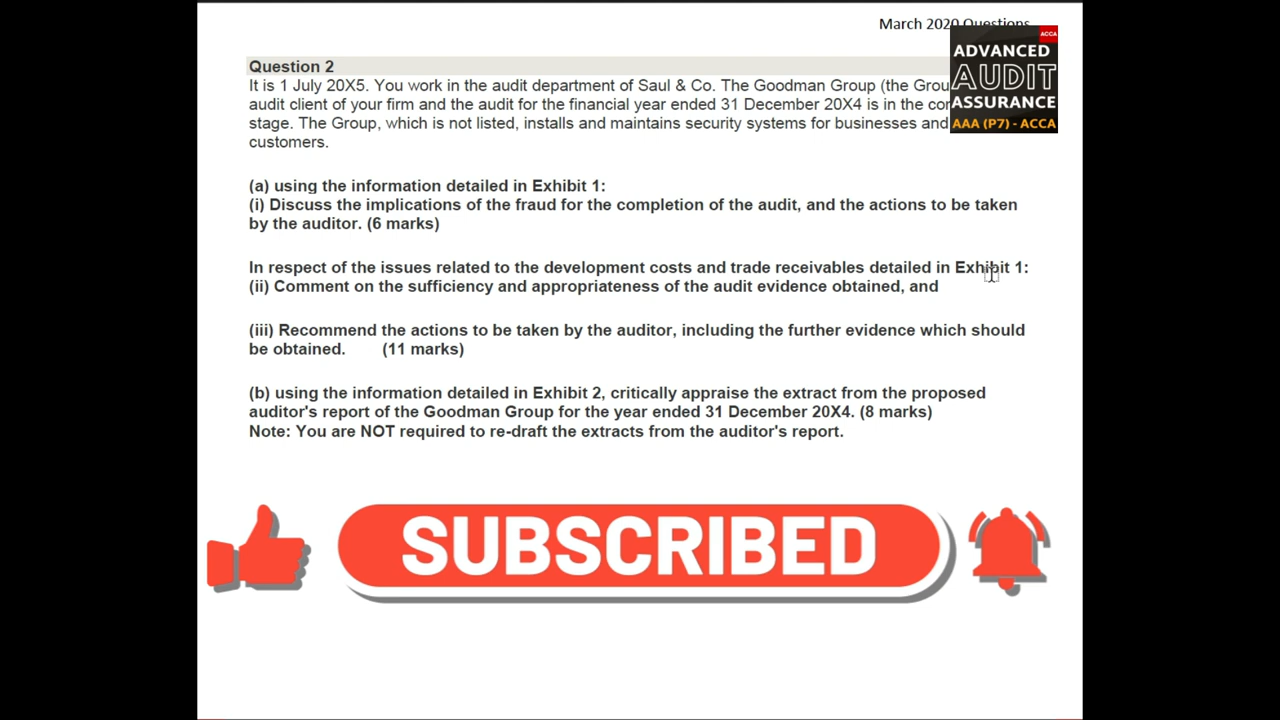 March 2020 Questions
ACCA
ADVANCED
AUDIT
ASSURANCE
AAA (P7) - ACCA
Question 2
It is 1 July 20X5. You work in the audit department of Saul & Co. The Goodman Group (the
audit client of your firm and the audit for the financial year ended 31 December 20X4 is in the
stage. The Group, which is not listed, installs and maintains security systems for businesses and
customers.
(a) using the information detailed in Exhibit 1:
(i) Discuss the implications of the fraud for the completion of the audit, and the actions to be taken
by the auditor. (6 marks)
In respect of the issues related to the development costs and trade receivables detailed in Exhibit 1:
(ii) Comment on the sufficiency and appropriateness of the audit evidence obtained, and
(iii) Recommend the actions to be taken by the auditor, including the further evidence which should
be obtained. (11 marks)
(b) using the information detailed in Exhibit 2, critically appraise the extract from the proposed
auditor's report of the Goodman Group for the year ended 31 December 20X4. (8 marks)
Note: You are NOT required to re-draft the extracts from the auditor's report.
SUBSCRIBED